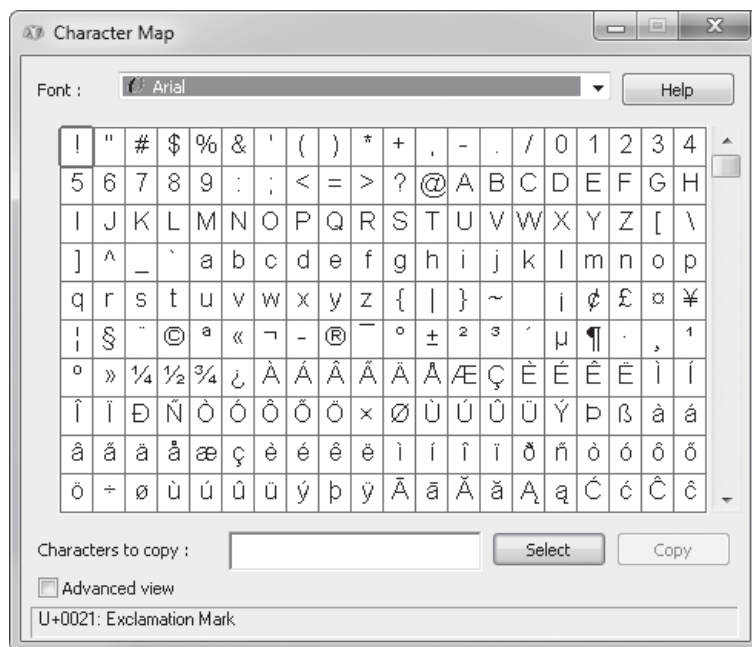 Character Map
Font : Arial Help
! " # $ % & ' ( ) * + , - . / 0 1 2 3 4
5 6 7 8 9 : ; < = > ? @ A B C D E F G H
I J K L M N O P Q R S T U V W X Y Z [ \
] ^ _ ` a b c d e f g h i j k l m n o p
q r s t u v w x y z { | } ~ ¡ ¢ £ ¤ ¥
¦ § ¨ © ª « ¬ - ® ¯ ° ± ² ³ ´ µ ¶ · ¸ ¹
º » ¼ ½ ¾ ¿ À Á Â Ã Ä Å Æ Ç È É Ê Ë Ì Í
Î Ï Ð Ñ Ò Ó Ô Õ Ö × Ø Ù Ú Û Ü Ý Þ ß à á
â ã ä å æ ç è é ê ë ì í î ï ð ñ ò ó ô õ
ö ÷ ø ù ú û ü ý þ ÿ Ā ā Ă ă Ą ą Ć ć Ĉ ĉ
Characters to copy : Select Copy
Advanced view
U+0021: Exclamation Mark